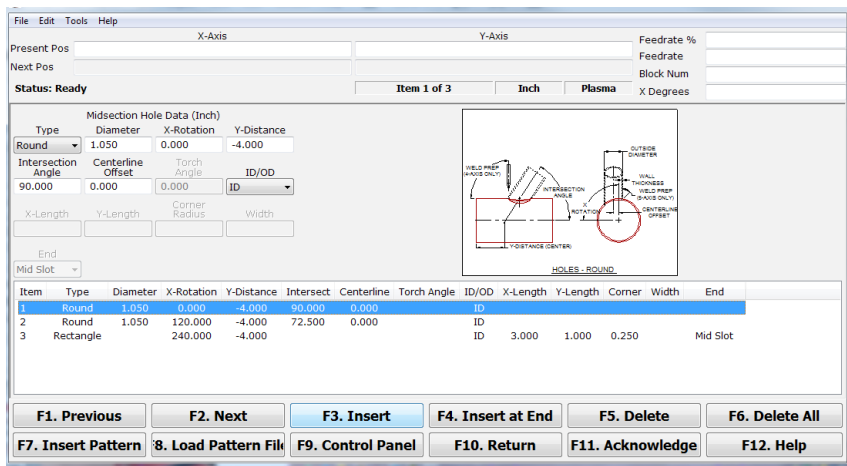 File Edit Tools Help
X-Axis Y-Axis Feedrate %
Present Pos
Feedrate
Next Pos
Block Num
Status: Ready Item 1 of 3 Inch Plasma X Degrees
Midsection Hole Data (Inch)
Type Diameter X-Rotation Y-Distance
Round 1.050 0.000 -4.000
Intersection Angle Centerline Offset Torch Angle ID/OD
90.000 0.000 0.000 ID
X-Length Y-Length Corner Radius Width
End
Mid Slot
OUTSIDE DIAMETER
WELD PREP (4-AXIS ONLY)
WALL THICKNESS
INTERSECTION ANGLE
WELD PREP (5-AXIS ONLY)
X ROTATION
CENTERLINE OFFSET
Y-DISTANCE (CENTER)
HOLES - ROUND
Item Type Diameter X-Rotation Y-Distance Intersect Centerline Torch Angle ID/OD X-Length Y-Length Corner Width End
1 Round 1.050 0.000 -4.000 90.000 0.000 ID
2 Round 1.050 120.000 -4.000 72.500 0.000 ID
3 Rectangle 240.000 -4.000 ID 3.000 1.000 0.250 Mid Slot
F1. Previous F2. Next F3. Insert F4. Insert at End F5. Delete F6. Delete All
F7. Insert Pattern 8. Load Pattern File F9. Control Panel F10. Return F11. Acknowledge F12. Help